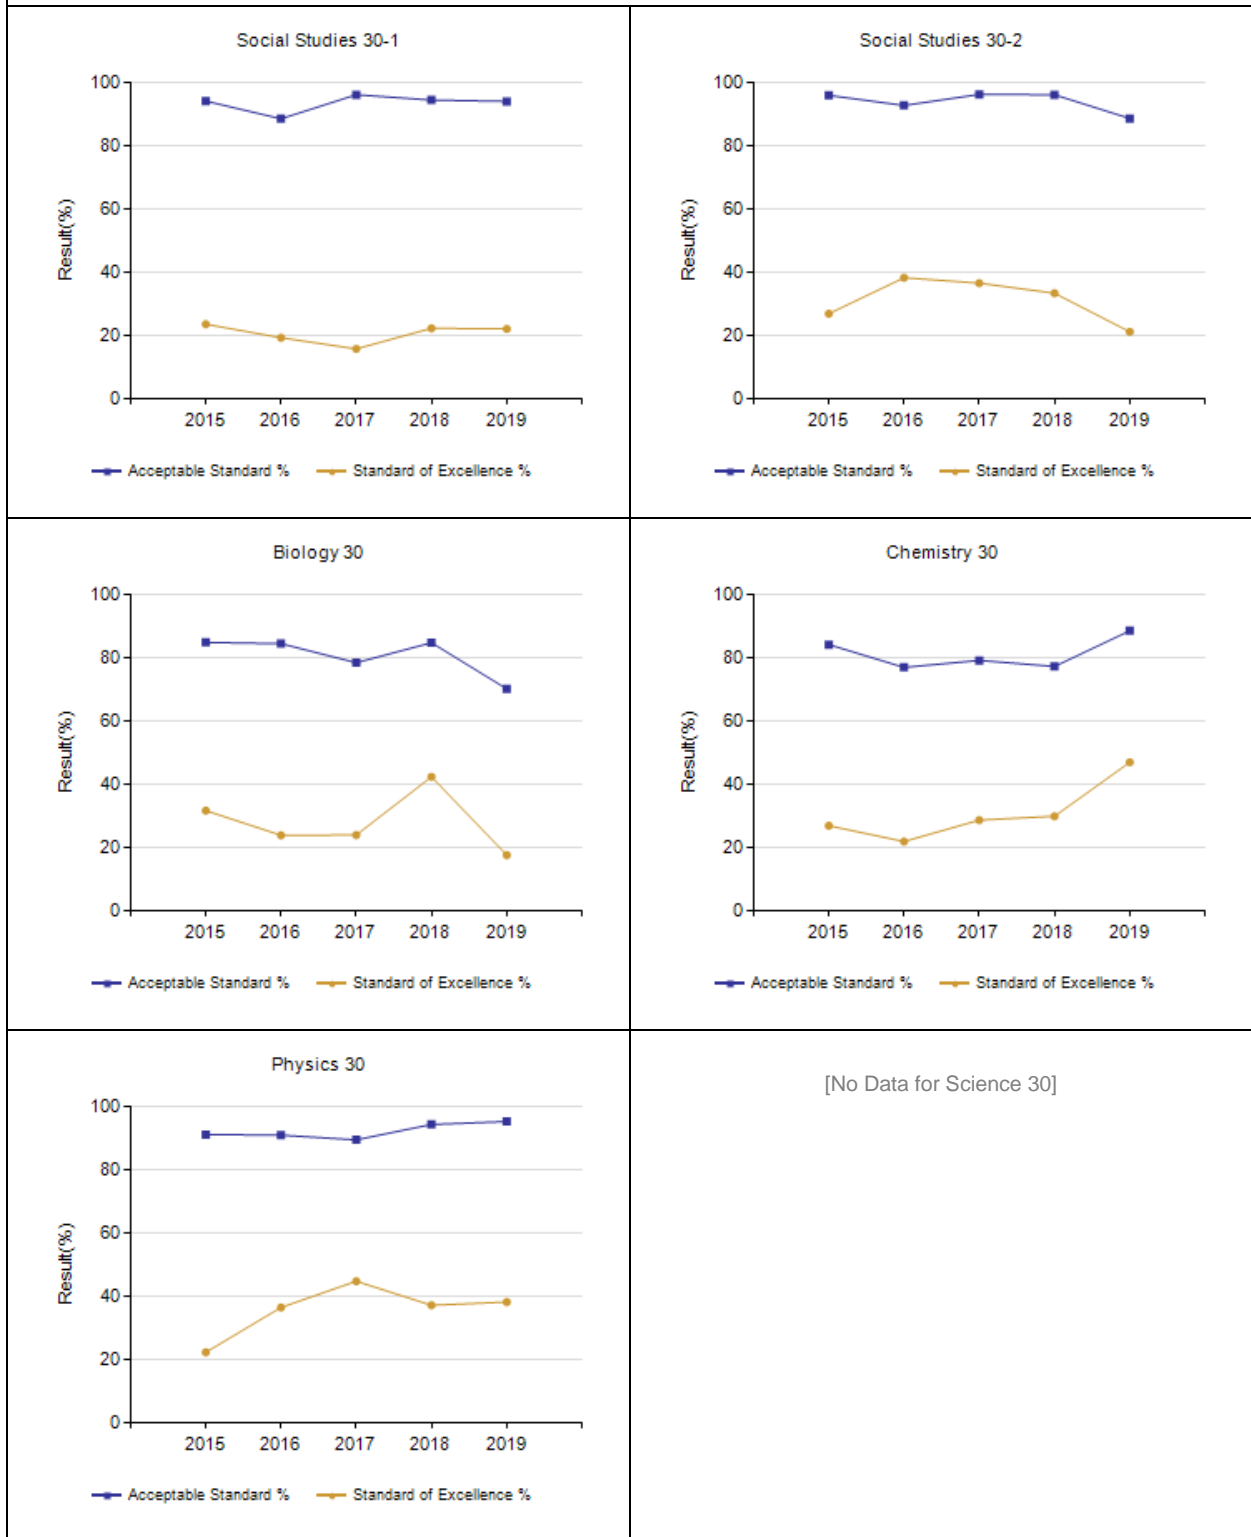 Social Studies 30-1
100
80
60
40
20
0
Result(%)
2015 2016 2017 2018 2019
Acceptable Standard % Standard of Excellence %
Social Studies 30-2
100
80
60
40
20
0
Result(%)
2015 2016 2017 2018 2019
Acceptable Standard % Standard of Excellence %
Biology 30
100
80
60
40
20
0
Result(%)
2015 2016 2017 2018 2019
Acceptable Standard % Standard of Excellence %
Chemistry 30
100
80
60
40
20
0
Result(%)
2015 2016 2017 2018 2019
Acceptable Standard % Standard of Excellence %
Physics 30
100
80
60
40
20
0
Result(%)
2015 2016 2017 2018 2019
Acceptable Standard % Standard of Excellence %
[No Data for Science 30]